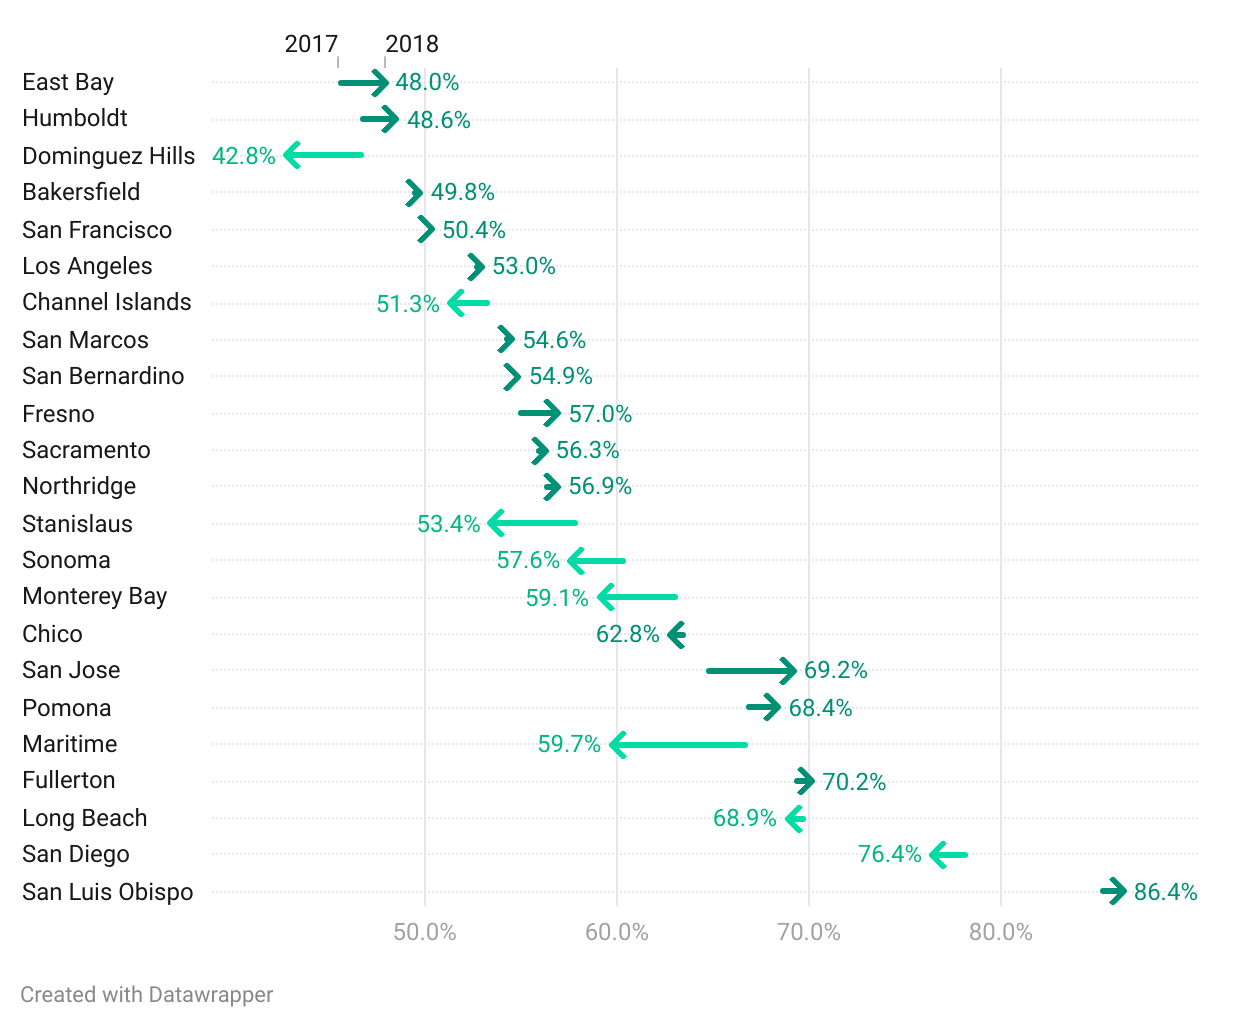 2017 2018
East Bay 48.0%
Humboldt 48.6%
Dominguez Hills 42.8%
Bakersfield 49.8%
San Francisco 50.4%
Los Angeles 53.0%
Channel Islands 51.3%
San Marcos 54.6%
San Bernardino 54.9%
Fresno 57.0%
Sacramento 56.3%
Northridge 56.9%
Stanislaus 53.4%
Sonoma 57.6%
Monterey Bay 59.1%
Chico 62.8%
San Jose 69.2%
Pomona 68.4%
Maritime 59.7%
Fullerton 70.2%
Long Beach 68.9%
San Diego 76.4%
San Luis Obispo 86.4%
50.0% 60.0% 70.0% 80.0%
Created with Datawrapper